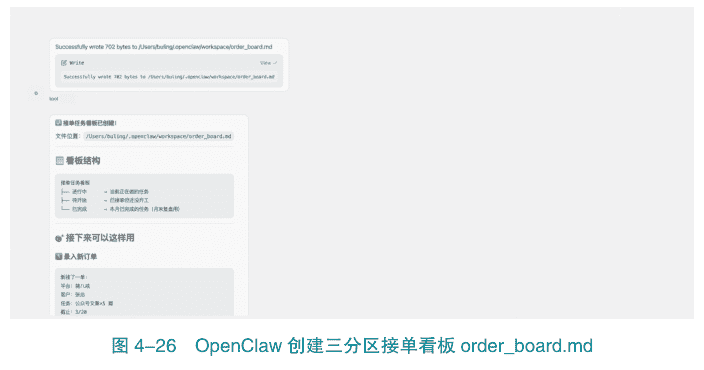 Successfully wrote 702 bytes to /Users/buling/.openclaw/workspace/order_board.md
Write
View
Successfully wrote 702 bytes to /Users/buling/.openclaw/workspace/order_board.md
tool
接单任务看板已创建!
文件位置: /Users/buling/.openclaw/workspace/order_board.md
看板结构
接单任务看板
├── 进行中 → 当前正在跑的任务
├── 待开始 → 已接单但还没开工
└── 已完成 → 本月已完成的任务(月末复盘用)
接下来可以这样用
录入新订单
新接了一单:
平台:
客户:
任务:公众号文章x5 篇
截止:3/20
图 4–26 OpenClaw 创建三分区接单看板 order_board.md